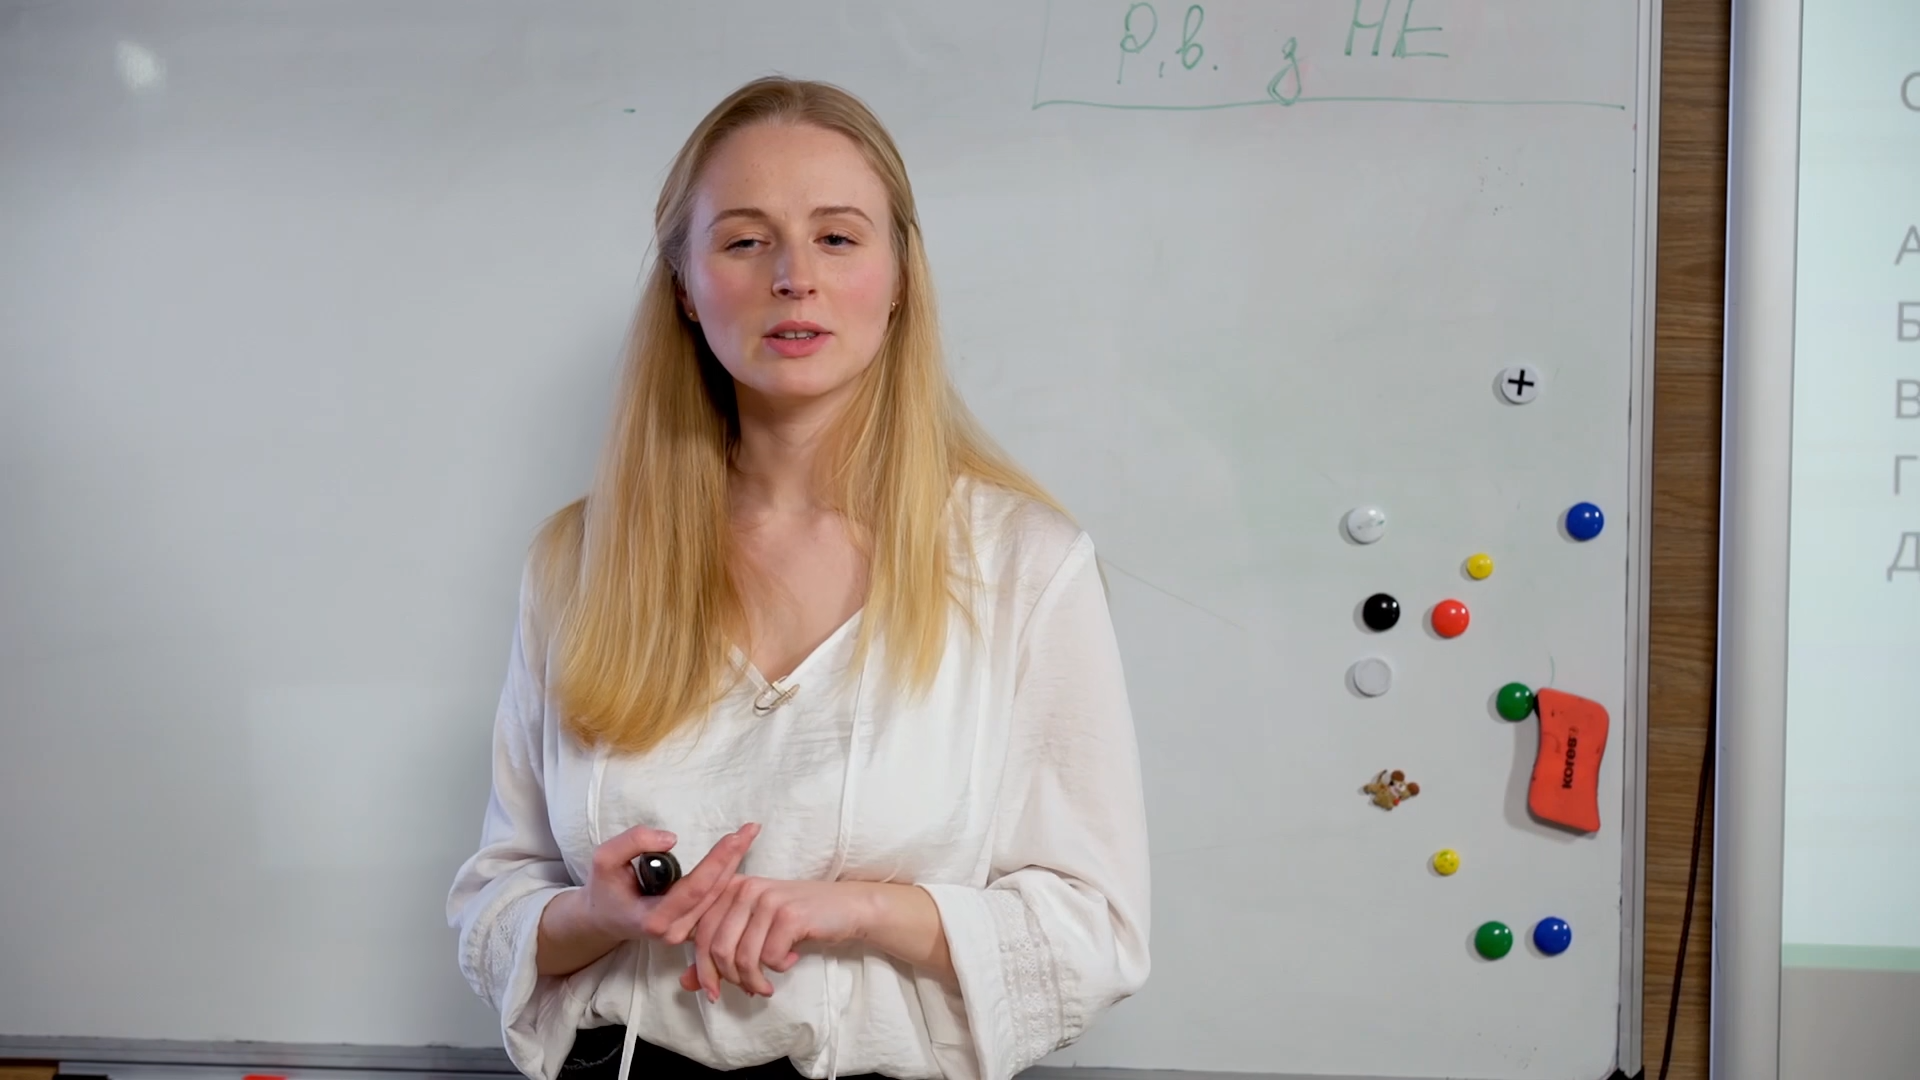 Р,в. з НЕ
А
Б
В
Г
Д
kores